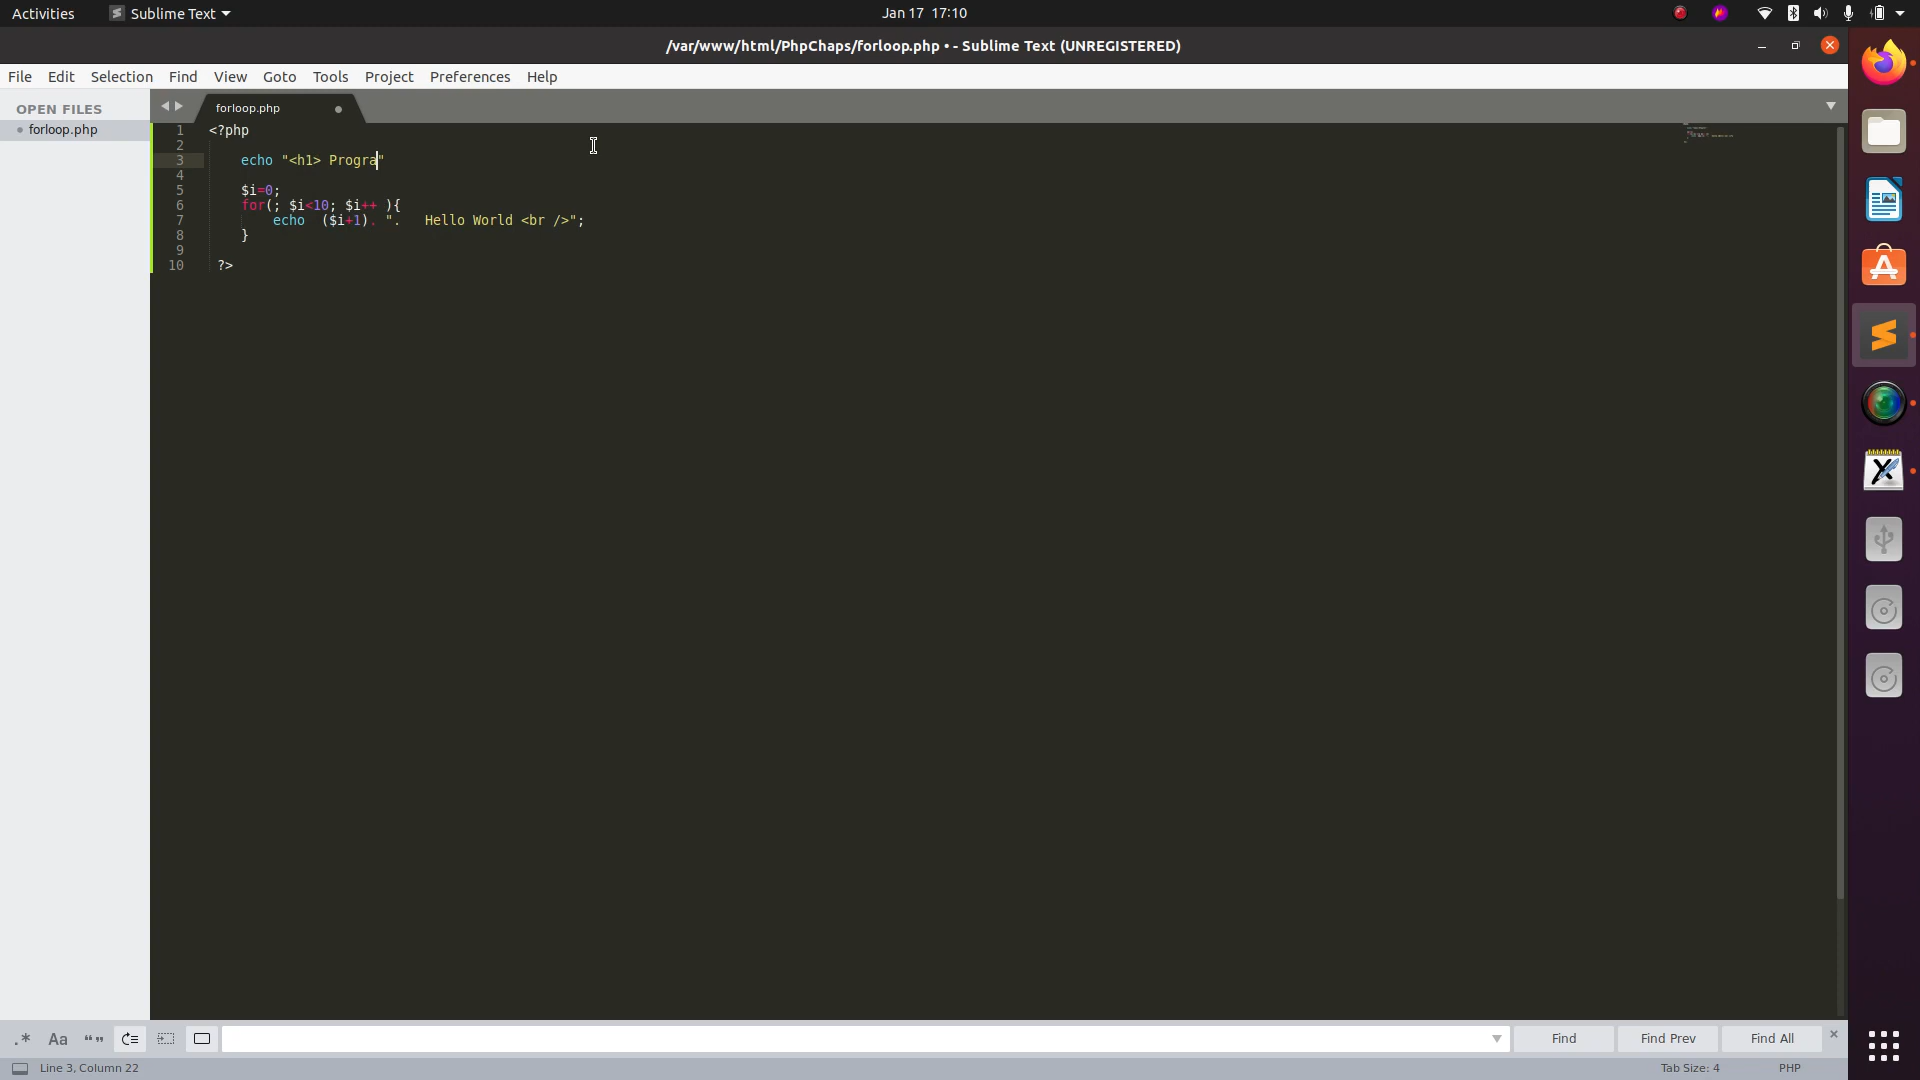 Activities Sublime Text Jan 17 17:10
/var/www/html/PhpChaps/forloop.php • - Sublime Text (UNREGISTERED)
File Edit Selection Find View Goto Tools Project Preferences Help
OPEN FILES
forloop.php
forloop.php
1 <?php
2
3 echo "<h1> Progra"
4
5 $i=0;
6 for(; $i<10; $i++ ){
7 echo ($i+1). ".   Hello World <br />";
8 }
9
10 ?>
.* Aa “” Find Find Prev Find All
Line 3, Column 22 Tab Size: 4 PHP